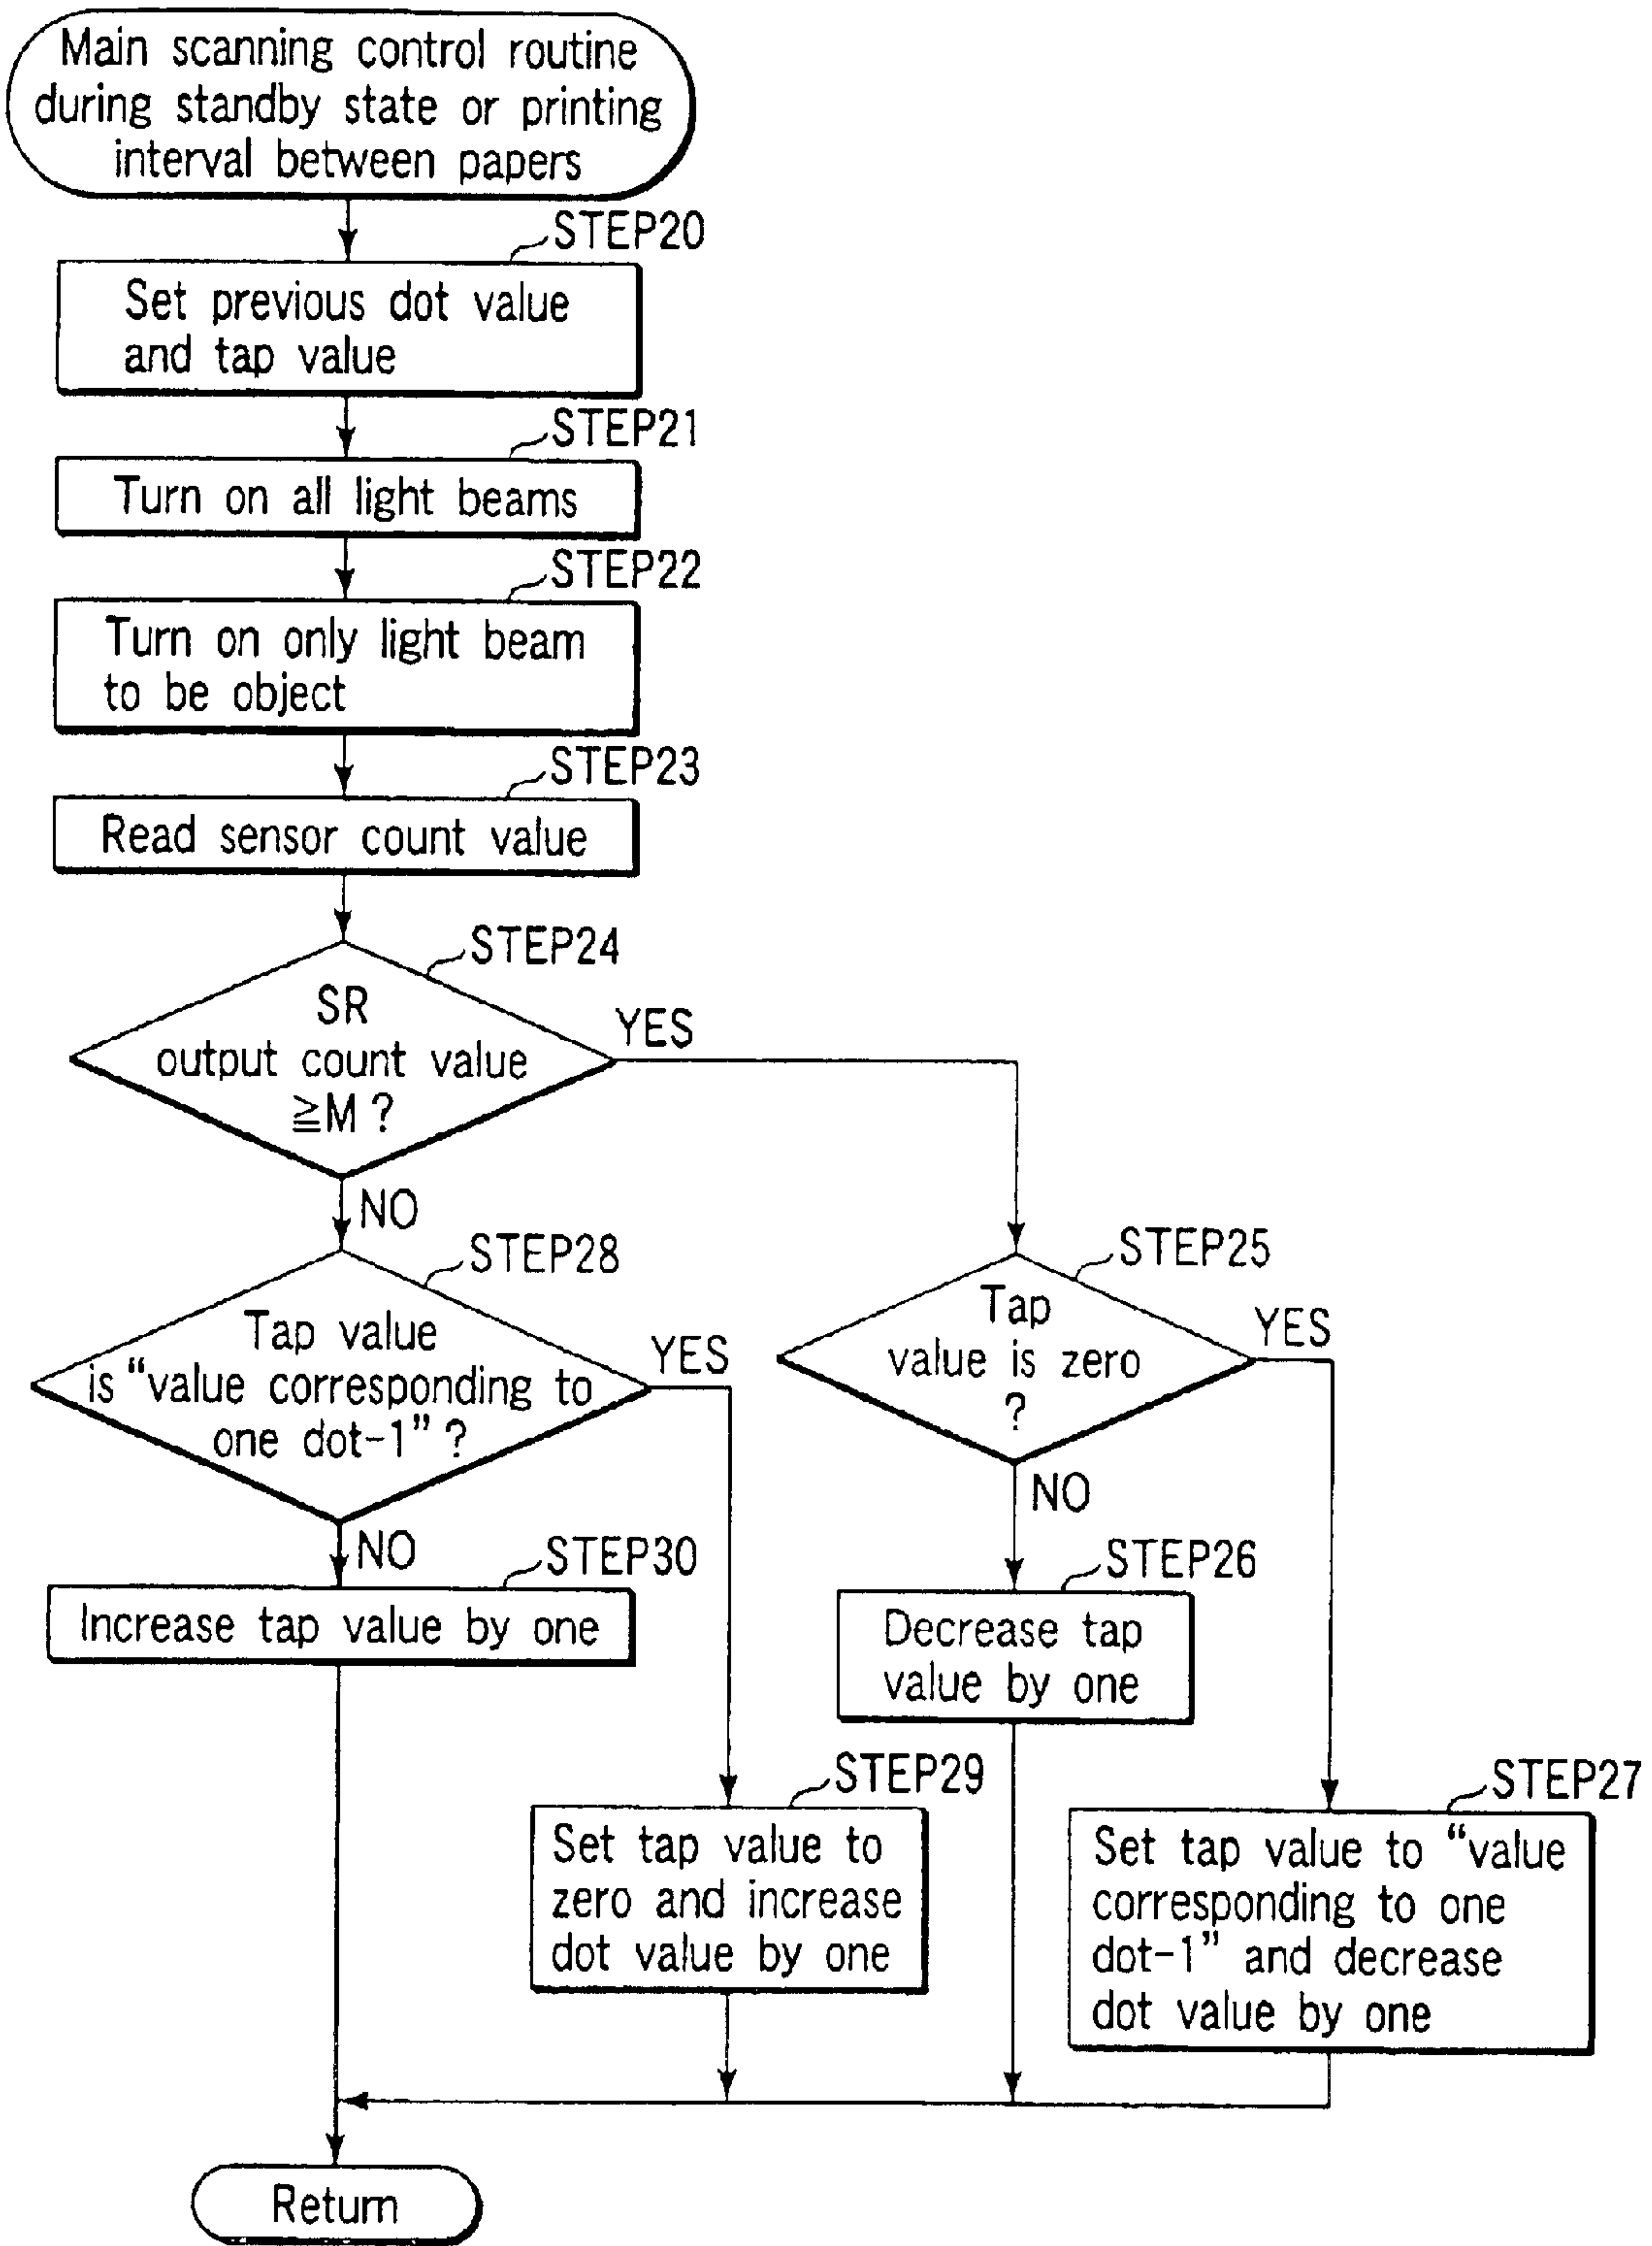 Main scanning control routine
during standby state or printing
interval between papers
STEP20
Set previous dot value
and tap value
STEP21
Turn on all light beams
STEP22
Turn on only light beam
to be object
STEP23
Read sensor count value
STEP24
SR
output count value
≧M ?
YES
NO
STEP28
Tap value
is “value corresponding to
one dot-1” ?
YES
NO
STEP25
Tap
value is zero
?
YES
NO
STEP30
Increase tap value by one
STEP26
Decrease tap
value by one
STEP29
Set tap value to
zero and increase
dot value by one
STEP27
Set tap value to “value
corresponding to one
dot-1” and decrease
dot value by one
Return